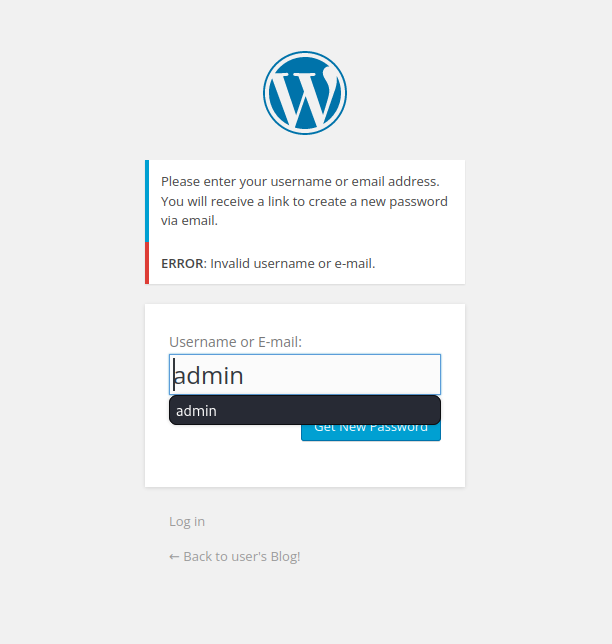 Please enter your username or email address.
You will receive a link to create a new password
via email.
ERROR: Invalid username or e-mail.
Username or E-mail:
admin
admin
Get New Password
Log in
← Back to user's Blog!